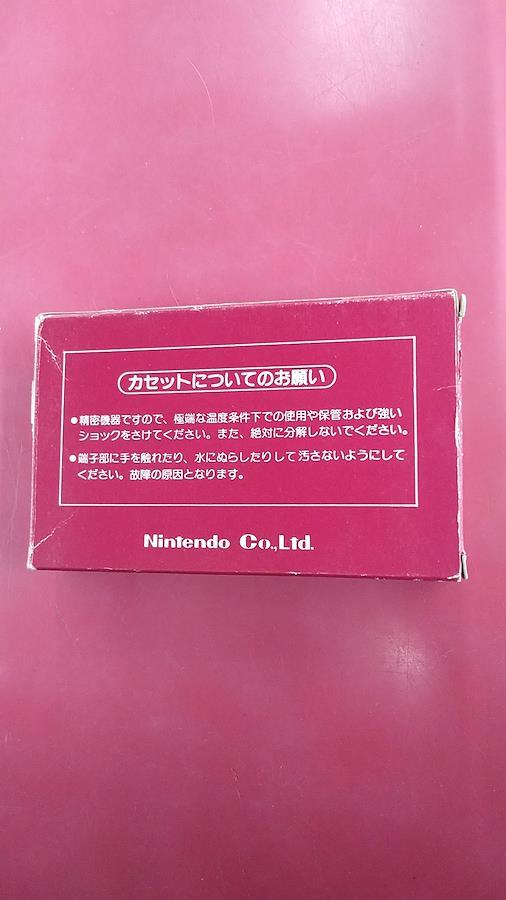 カセットについてのお願い
●精密機器ですので、極端な温度条件下での使用や保管および強い
ショックをさけてください。また、絶対に分解しないでください。
●端子部に手を触れたり、水にぬらしたりして汚さないようにして
ください。故障の原因となります。
Nintendo Co.,Ltd.